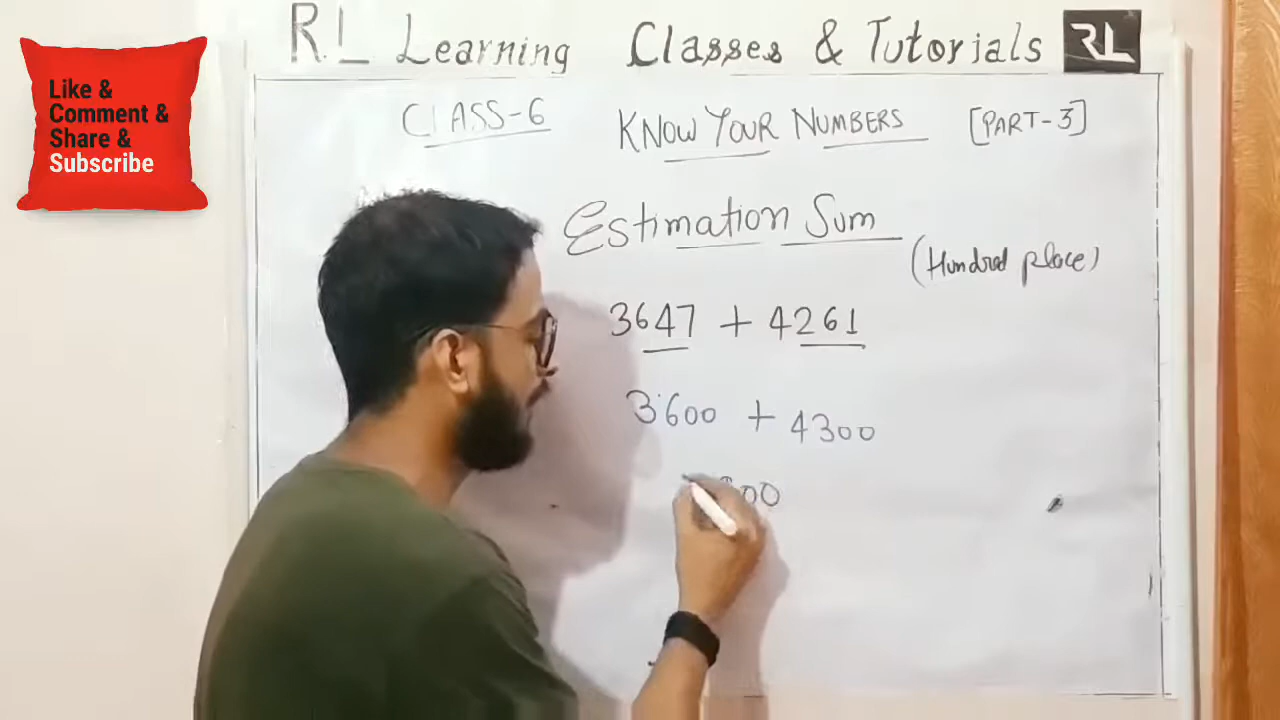 R.L Learning Classes & Tutorials RL
Like &
Comment &
Share &
Subscribe
CLASS-6 KNOW YOUR NUMBERS [PART-3]
Estimation Sum
(Hundred place)
3647 + 4261
3600 + 4300